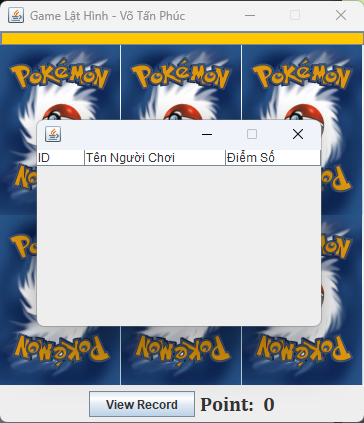 Game Lật Hình - Võ Tấn Phúc
POKéMON POKéMON POKéMON
ID Tên Người Chơi Điểm Số
POKéMON POKéMON POKéMON
View Record Point: 0